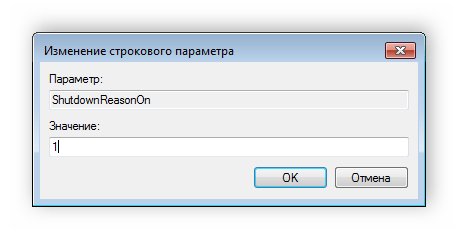 Изменение строкового параметра
Параметр:
ShutdownReasonOn
Значение:
1
OK
Отмена